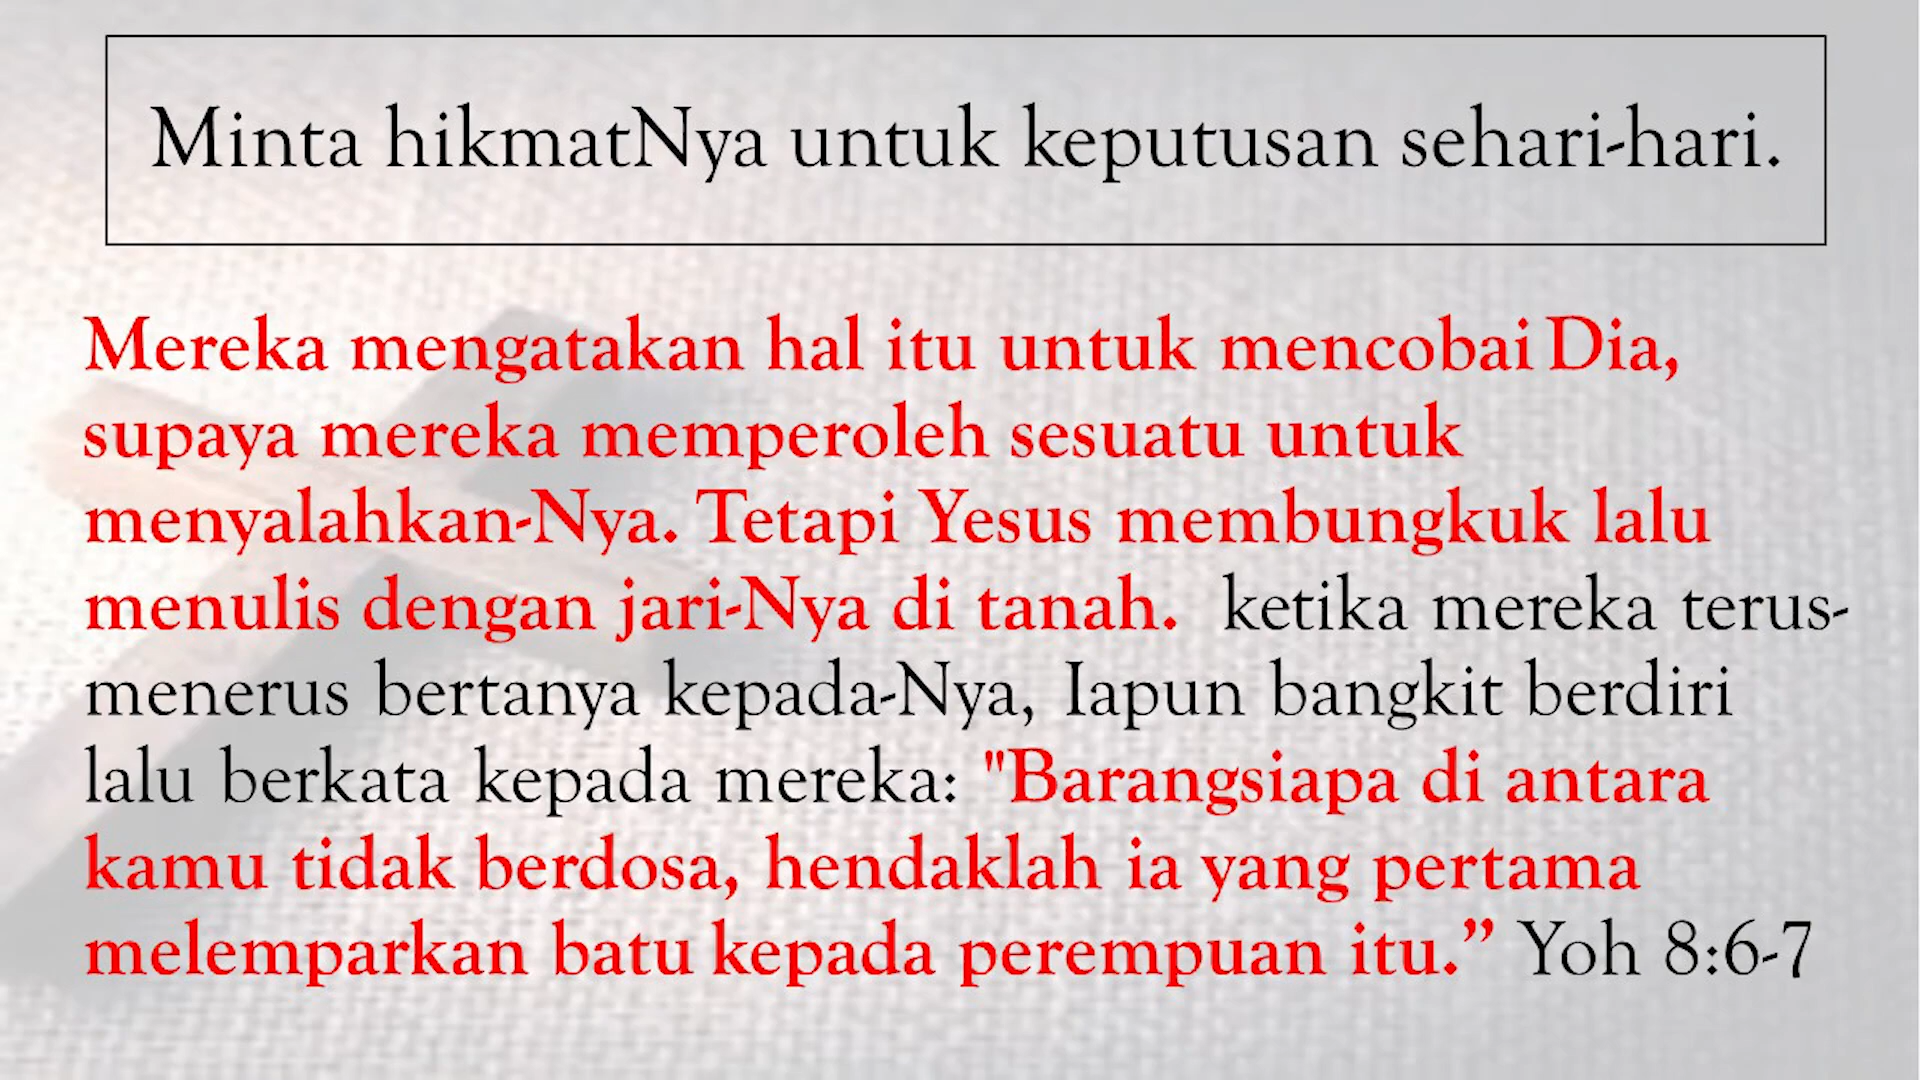 Minta hikmatNya untuk keputusan sehari-hari.
Mereka mengatakan hal itu untuk mencobai Dia,
supaya mereka memperoleh sesuatu untuk
menyalahkan-Nya. Tetapi Yesus membungkuk lalu
menulis dengan jari-Nya di tanah. ketika mereka terus-
menerus bertanya kepada-Nya, Iapun bangkit berdiri
lalu berkata kepada mereka: "Barangsiapa di antara
kamu tidak berdosa, hendaklah ia yang pertama
melemparkan batu kepada perempuan itu.” Yoh 8:6-7